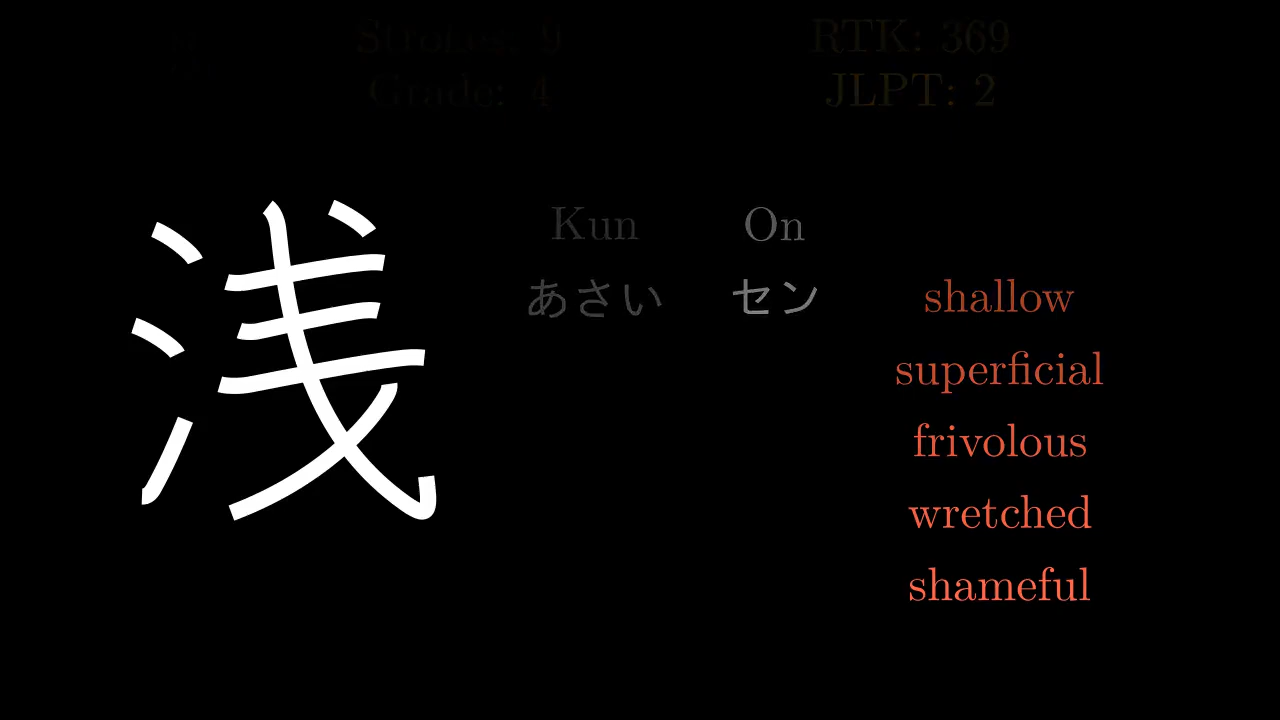 Strokes: 9
Grade: 4
RTK: 369
JLPT: 2
浅
Kun
あさい
On
セン
shallow
superficial
frivolous
wretched
shameful